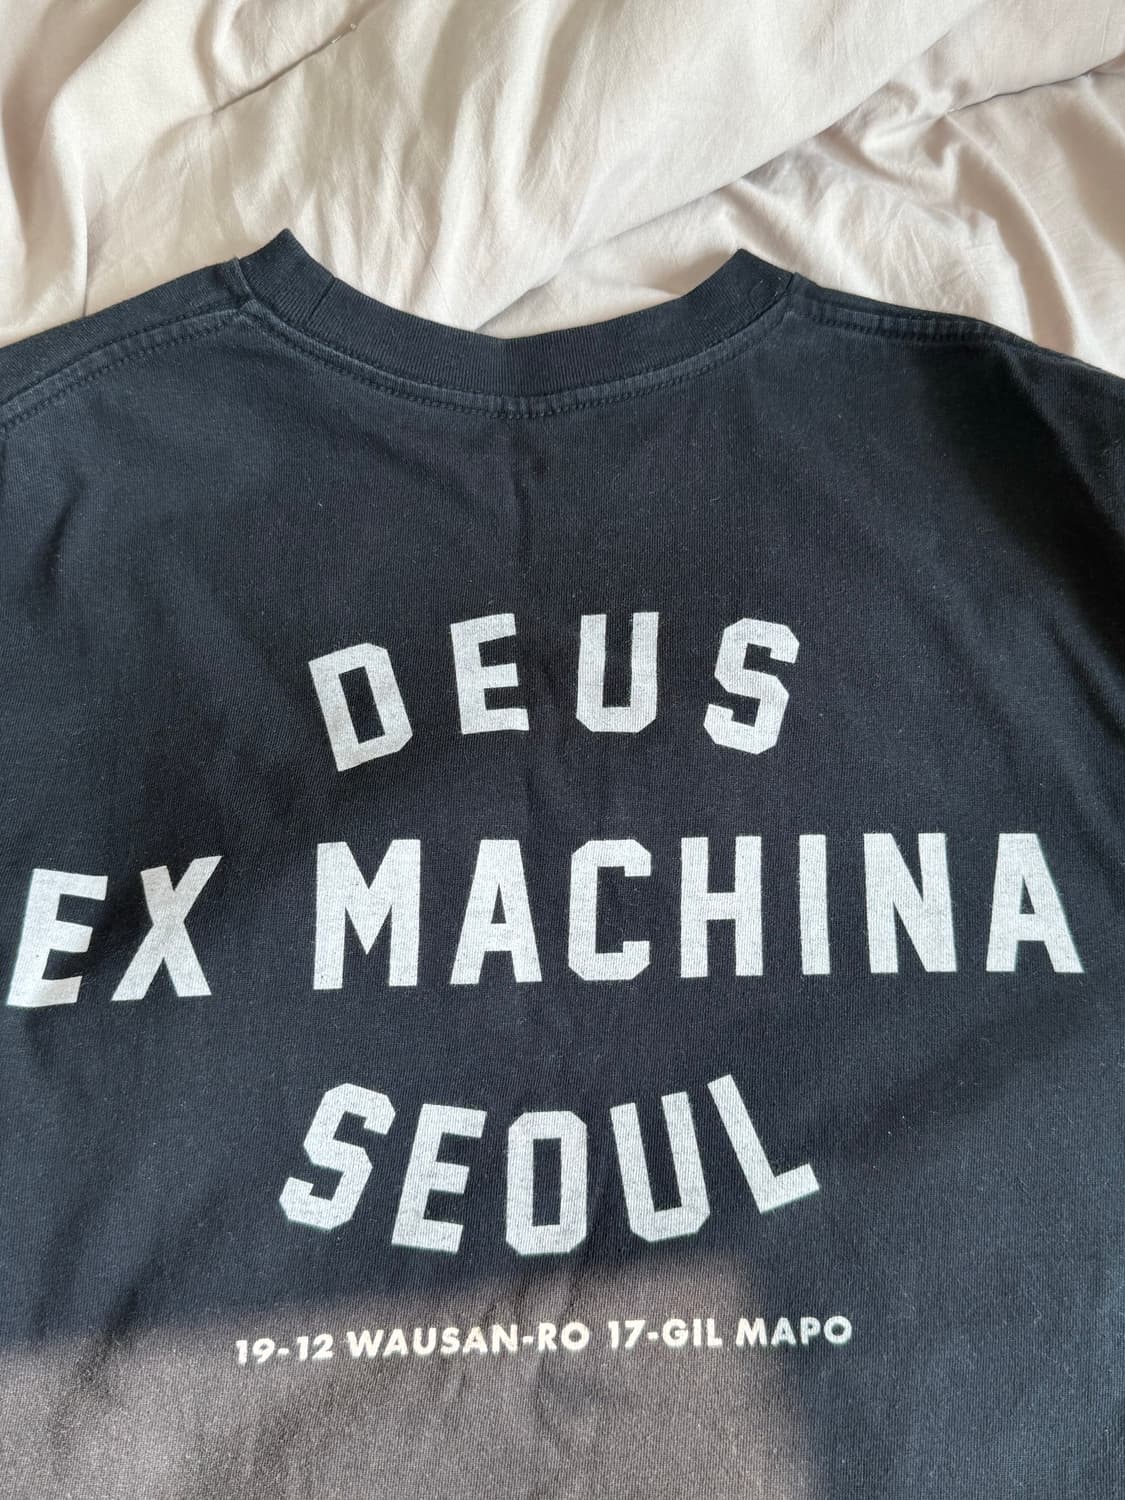 DEUS
EX MACHINA
SEOUL
19-12 WAUSAN-RO 17-GIL MAPO